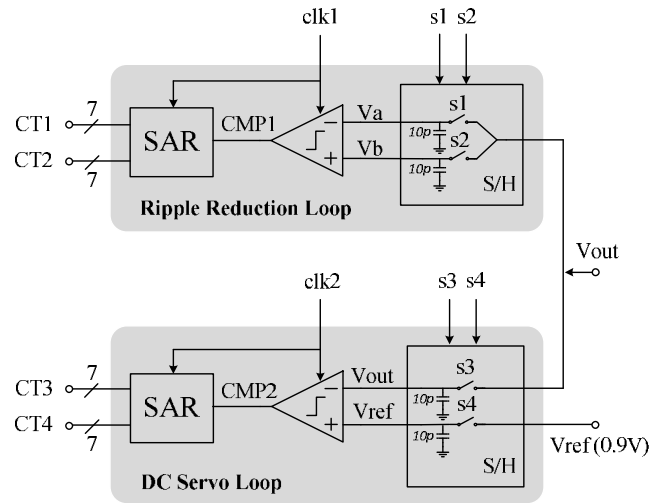 clk1
s1 s2
7
CT1
CT2
7
SAR
CMP1
Va
Vb
s1
10p
s2
10p
S/H
Ripple Reduction Loop
Vout
clk2
s3 s4
7
CT3
CT4
7
SAR
CMP2
Vout
Vref
s3
10p
s4
10p
S/H
Vref(0.9V)
DC Servo Loop